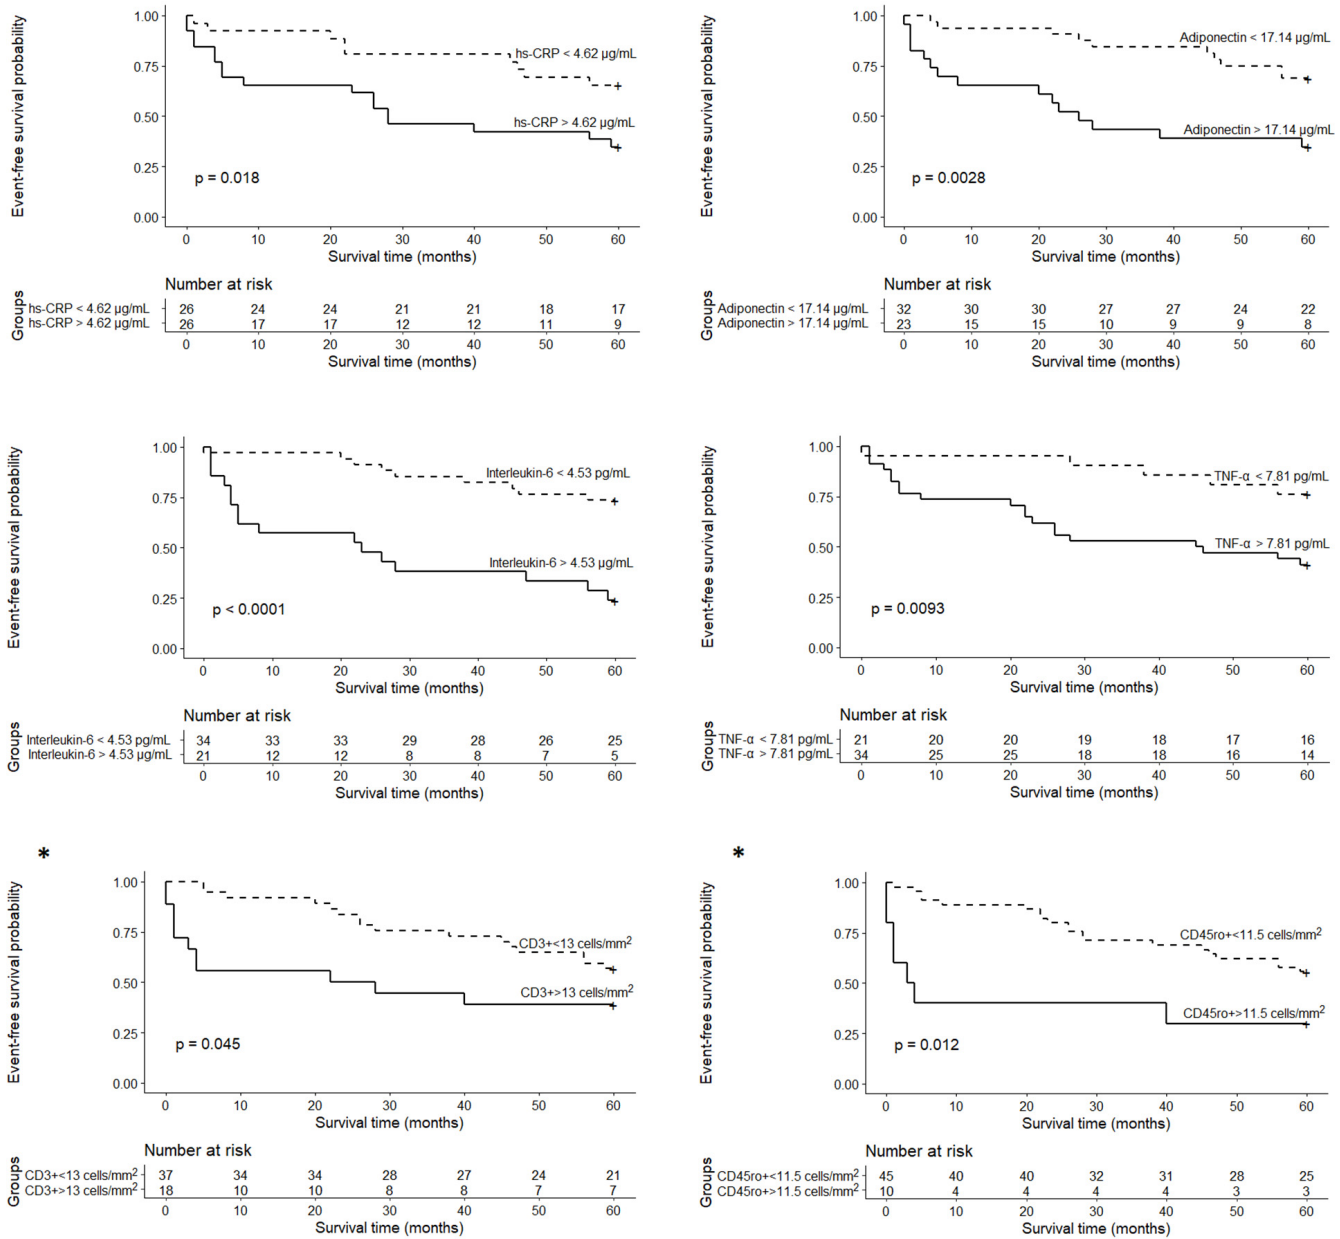 Event-free survival probability
1.00
0.75
0.50
0.25
0.00
hs-CRP < 4.62 µg/mL
hs-CRP > 4.62 µg/mL
p = 0.018
0 10 20 30 40 50 60
Survival time (months)
Number at risk
Groups
hs-CRP < 4.62 µg/mL 26 24 24 21 21 18 17
hs-CRP > 4.62 µg/mL 26 17 17 12 12 11 9
0 10 20 30 40 50 60
Survival time (months)
Event-free survival probability
1.00
0.75
0.50
0.25
0.00
Adiponectin < 17.14 µg/mL
Adiponectin > 17.14 µg/mL
p = 0.0028
0 10 20 30 40 50 60
Survival time (months)
Number at risk
Groups
Adiponectin < 17.14 µg/mL 32 30 30 27 27 24 22
Adiponectin > 17.14 µg/mL 23 15 15 10 9 9 8
0 10 20 30 40 50 60
Survival time (months)
Event-free survival probability
1.00
0.75
0.50
0.25
0.00
Interleukin-6 < 4.53 pg/mL
Interleukin-6 > 4.53 µg/mL
p < 0.0001
0 10 20 30 40 50 60
Survival time (months)
Number at risk
Groups
Interleukin-6 < 4.53 pg/mL 34 33 33 29 28 26 25
Interleukin-6 > 4.53 µg/mL 21 12 12 8 8 7 5
0 10 20 30 40 50 60
Survival time (months)
Event-free survival probability
1.00
0.75
0.50
0.25
0.00
TNF-α < 7.81 pg/mL
TNF-α > 7.81 pg/mL
p = 0.0093
0 10 20 30 40 50 60
Survival time (months)
Number at risk
Groups
TNF-α < 7.81 pg/mL 21 20 20 19 18 17 16
TNF-α > 7.81 pg/mL 34 25 25 18 18 16 14
0 10 20 30 40 50 60
Survival time (months)
*
Event-free survival probability
1.00
0.75
0.50
0.25
0.00
CD3+<13 cells/mm²
CD3+>13 cells/mm²
p = 0.045
0 10 20 30 40 50 60
Survival time (months)
Number at risk
Groups
CD3+<13 cells/mm² 37 34 34 28 27 24 21
CD3+>13 cells/mm² 18 10 10 8 8 7 7
0 10 20 30 40 50 60
Survival time (months)
*
Event-free survival probability
1.00
0.75
0.50
0.25
0.00
CD45ro+<11.5 cells/mm²
CD45ro+>11.5 cells/mm²
p = 0.012
0 10 20 30 40 50 60
Survival time (months)
Number at risk
Groups
CD45ro+<11.5 cells/mm² 45 40 40 32 31 28 25
CD45ro+>11.5 cells/mm² 10 4 4 4 4 3 3
0 10 20 30 40 50 60
Survival time (months)